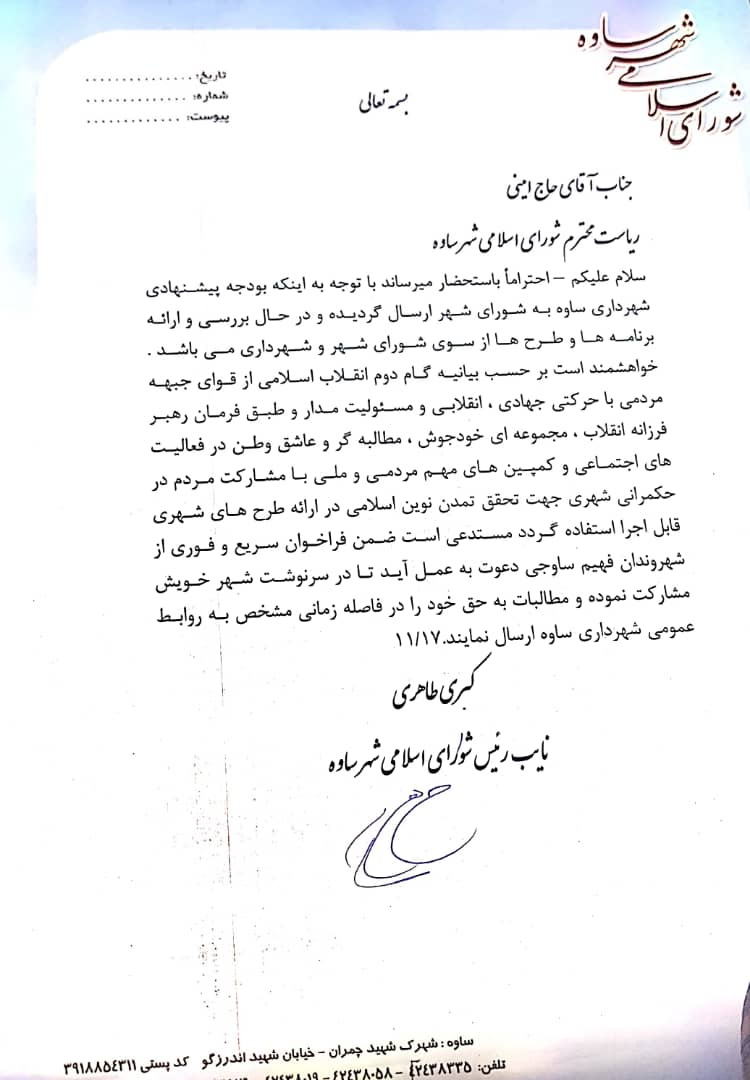 شورای اسلامی شهر ساوه
تاریخ: ................
شماره: ..............
پیوست: .............
بسمه تعالی
جناب آقای حاج امینی
ریاست محترم شورای اسلامی شهر ساوه
سلام علیکم – احتراماً باستحضار میرساند با توجه به اینکه بودجه پیشنهادی
شهرداری ساوه به شورای شهر ارسال گردیده و در حال بررسی و ارائه
برنامه ها و طرح ها از سوی شورای شهر و شهرداری می باشد .
خواهشمند است بر حسب بیانیه گام دوم انقلاب اسلامی از قوای جبهه
مردمی با حرکتی جهادی ، انقلابی و مسئولیت مدار و طبق فرمان رهبر
فرزانه انقلاب ، مجموعه ای خودجوش ، مطالبه گر و عاشق وطن در فعالیت
های اجتماعی و کمپین های مهم مردمی و ملی با مشارکت مردم در
حکمرانی شهری جهت تحقق تمدن نوین اسلامی در ارائه طرح های شهری
قابل اجرا استفاده گردد مستدعی است ضمن فراخوان سریع و فوری از
شهروندان فهیم ساوجی دعوت به عمل آید تا در سرنوشت شهر خویش
مشارکت نموده و مطالبات به حق خود را در فاصله زمانی مشخص به روابط
عمومی شهرداری ساوه ارسال نمایند.۱۱/۱۷
کبری طاهری
نایب رئیس شورای اسلامی شهر ساوه
ساوه : شهرک شهید چمران – خیابان شهید اندرزگو کد پستی ۳۹۱۸۸۵٤۳۱۱
تلفن: ٤۲٤۳۸۳۳۵ – ۶۲٤۳۸۰۵۸ –